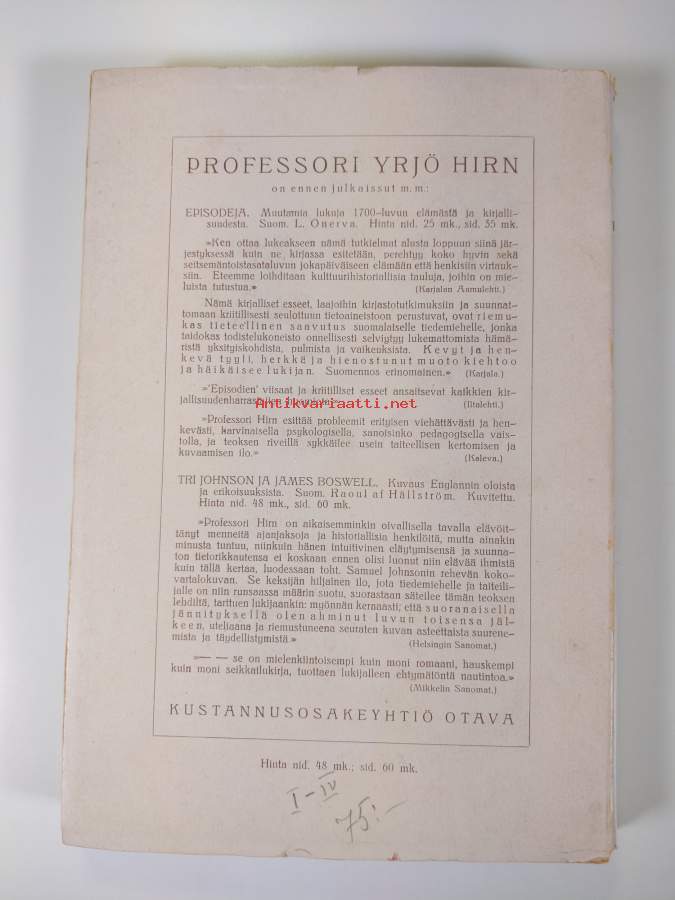 PROFESSORI YRJÖ HIRN
on ennen julkaissut m. m:
EPISODEJA. Muutamia lukuja 1700-luvun elämästä ja kirjalli-
suudesta. Suom. L. Onerva. Hinta nid. 25 mk., sid. 35 mk.
»Ken ottaa lukeakseen nämä tutkielmat alusta loppuun siinä jär-
jestyksessä kuin ne kirjassa esitetään, perehtyy koko hyvin sekä
seitsemäntoistasataluvun jokapäiväiseen elämään että henkisiin virtauk-
siin. Eteemme loihditaan kulttuurihistoriallisia tauluja, joihin on mie-
luista tutustua.» (Karjalan Aamulehti.)
Nämä kirjalliset esseet, laajoihin kirjastotutkimuksiin ja suunnat-
tomaan kriitillisesti seulottuun tietoaineistoon perustuvat, ovat riemu-
kas tieteellinen saavutus suomalaiselle tiedemiehelle, jonka
taidokas todistelukoneisto onnellisesti selviytyy lukemattomista hämä-
ristä yksityiskohdista, pulmista ja vaikeuksista. Kevyt ja hen-
kevä tyyli, herkkä ja hienostunut muoto kiehtoo
ja häikäisee lukijan. Suomennos erinomainen.» (Karjala.)
»'Episodien' viisaat ja kriitilliset esseet ansaitsevat kaikkien kir-
jallisuudenharrastajien huomiota.» (Iltalehti.)
Antikvariaatti.net
»Professori Hirn esittää probleemit erityisen viehättävästi ja hen-
kevästi, harvinaisella psykologisella, sanoisinko pedagogisella vais-
tolla, ja teoksen riveillä sykkäilee usein taiteellisen kertomisen ja
kuvaamisen ilo.» (Kaleva.)
TRI JOHNSON JA JAMES BOSWELL. Kuvaus Englannin oloista
ja erikoisuuksista. Suom. Raoul af Hällström. Kuvitettu.
Hinta nid. 48 mk., sid. 60 mk.
»Professori Hirn on aikaisemminkin oivallisella tavalla elävöit-
tänyt menneitä ajanjaksoja ja historiallisia henkilöitä, mutta ainakin
minusta tuntuu, niinkuin hänen intuitiivinen eläytymisensä ja suunna-
ton tietorikkautensa ei koskaan ennen olisi luonut niin elävää ihmistä
kuin tällä kertaa, luodessaan toht. Samuel Johnsonin rehevän koko-
vartalokuvan. Se keksijän hiljainen ilo, jota tiedemiehelle ja taiteili-
jalle on niin runsaassa määrin suotu, suorastaan säteilee tämän teoksen
lehdiltä, tarttuen lukijaankin: myönnän kernaasti, että suoranaisella
jännityksellä olen ahminut luvun toisensa jäl-
keen, uteliaana ja riemustuneena seuraten kuvan asteettaista suurene-
mista ja täydellistymistä.» (Helsingin Sanomat.)
»— — se on mielenkiintoisempi kuin moni romaani, hauskempi
kuin moni seikkailukirja, tuottaen lukijalleen ehtymätöntä nautintoa.»
(Mikkelin Sanomat.)
KUSTANNUSOSAKEYHTIÖ OTAVA
Hinta nid. 48 mk.; sid. 60 mk.
I-IV
75:-